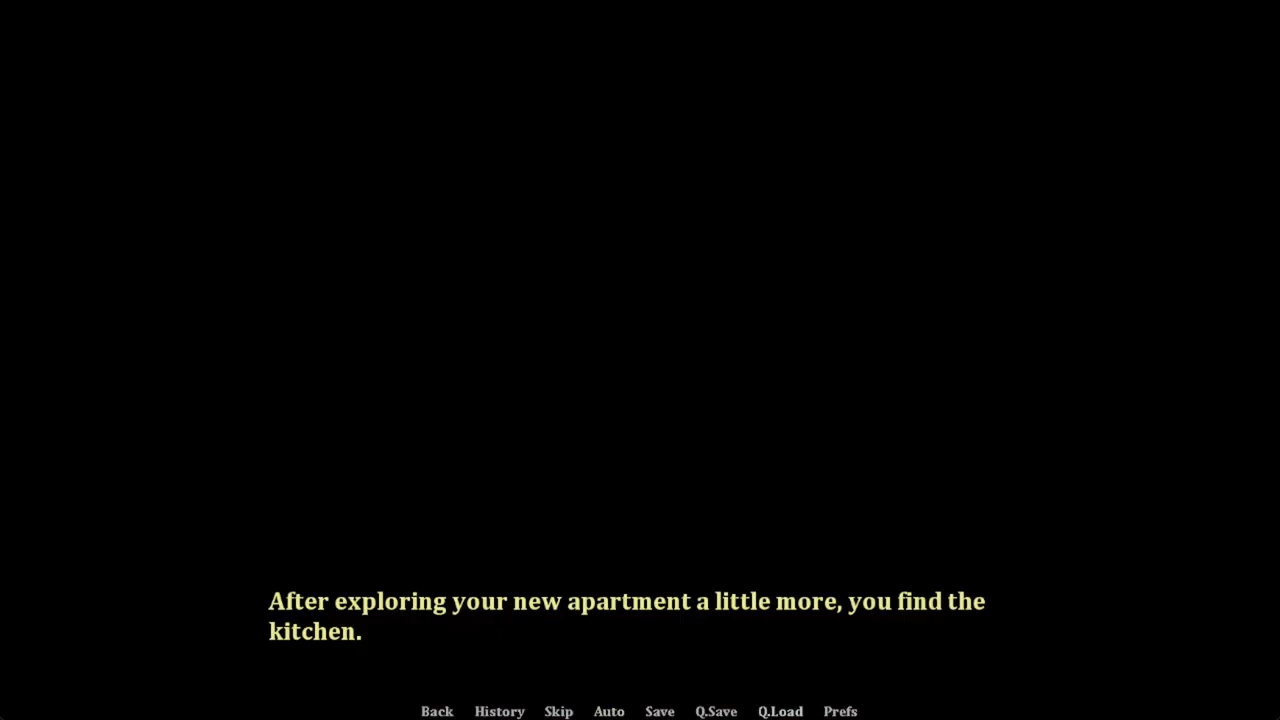 After exploring your new apartment a little more, you find the
kitchen.
Back History Skip Auto Save Q.Save Q.Load Prefs